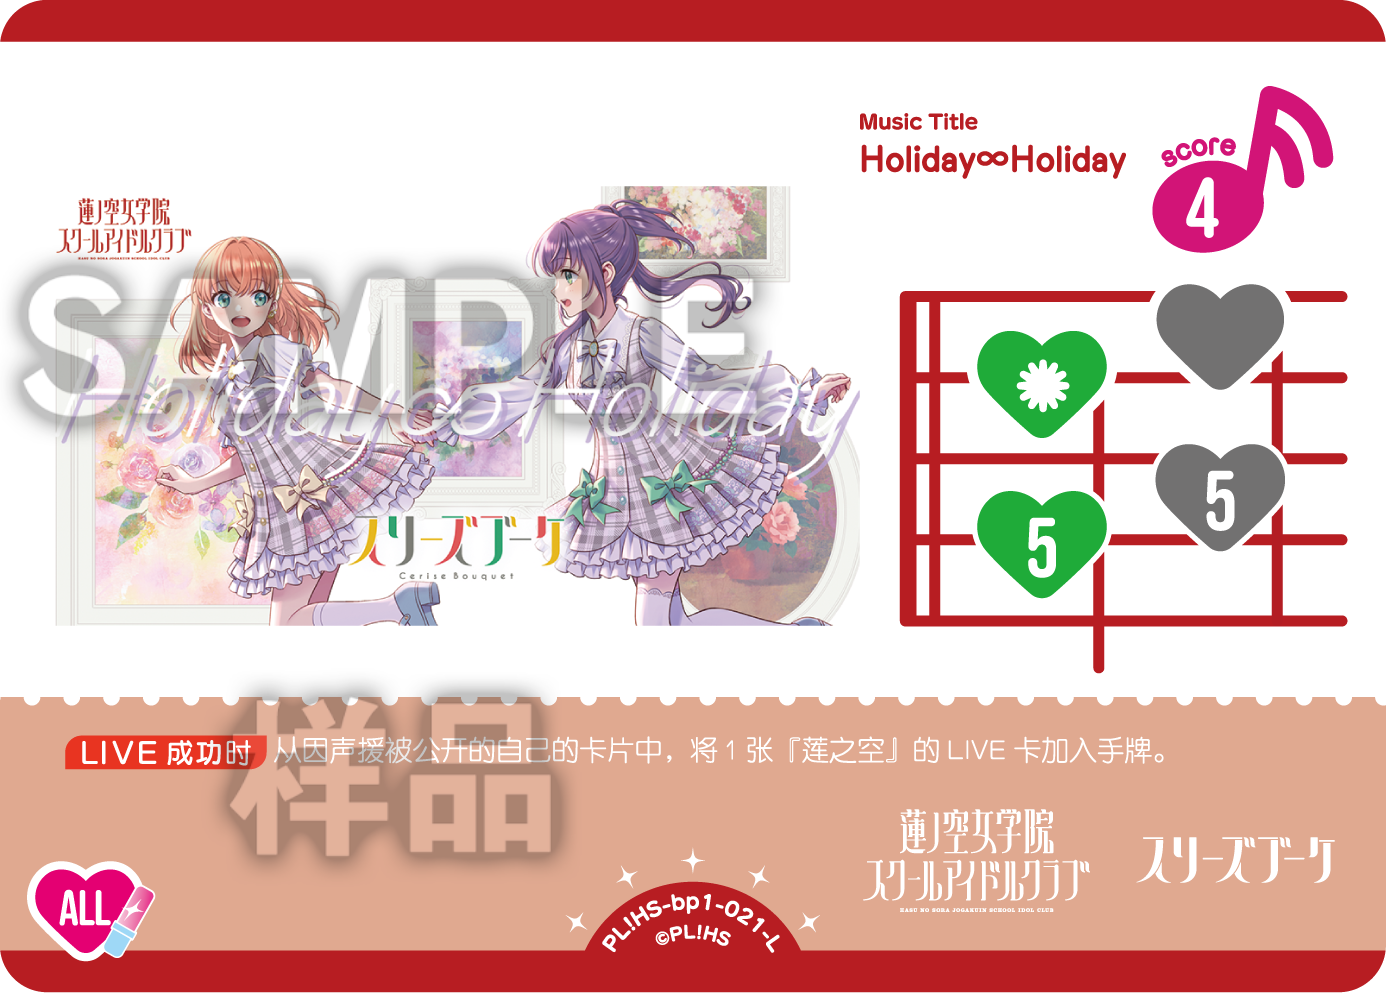 Music Title
Holiday∞Holiday
score
4
蓮ノ空女学院
スクールアイドルクラブ
HASU NO SORA JOGAKUIN SCHOOL IDOL CLUB
SAMPLE
Holiday∞Holiday
スリーズブーケ
Cerise Bouquet
5
5
样品
LIVE 成功时 从因声援被公开的自己的卡片中，将 1 张『莲之空』的 LIVE 卡加入手牌。
蓮ノ空女学院
スクールアイドルクラブ
HASU NO SORA JOGAKUIN SCHOOL IDOL CLUB
スリーズブーケ
ALL
PL!HS-bp1-021-L
©PL!HS